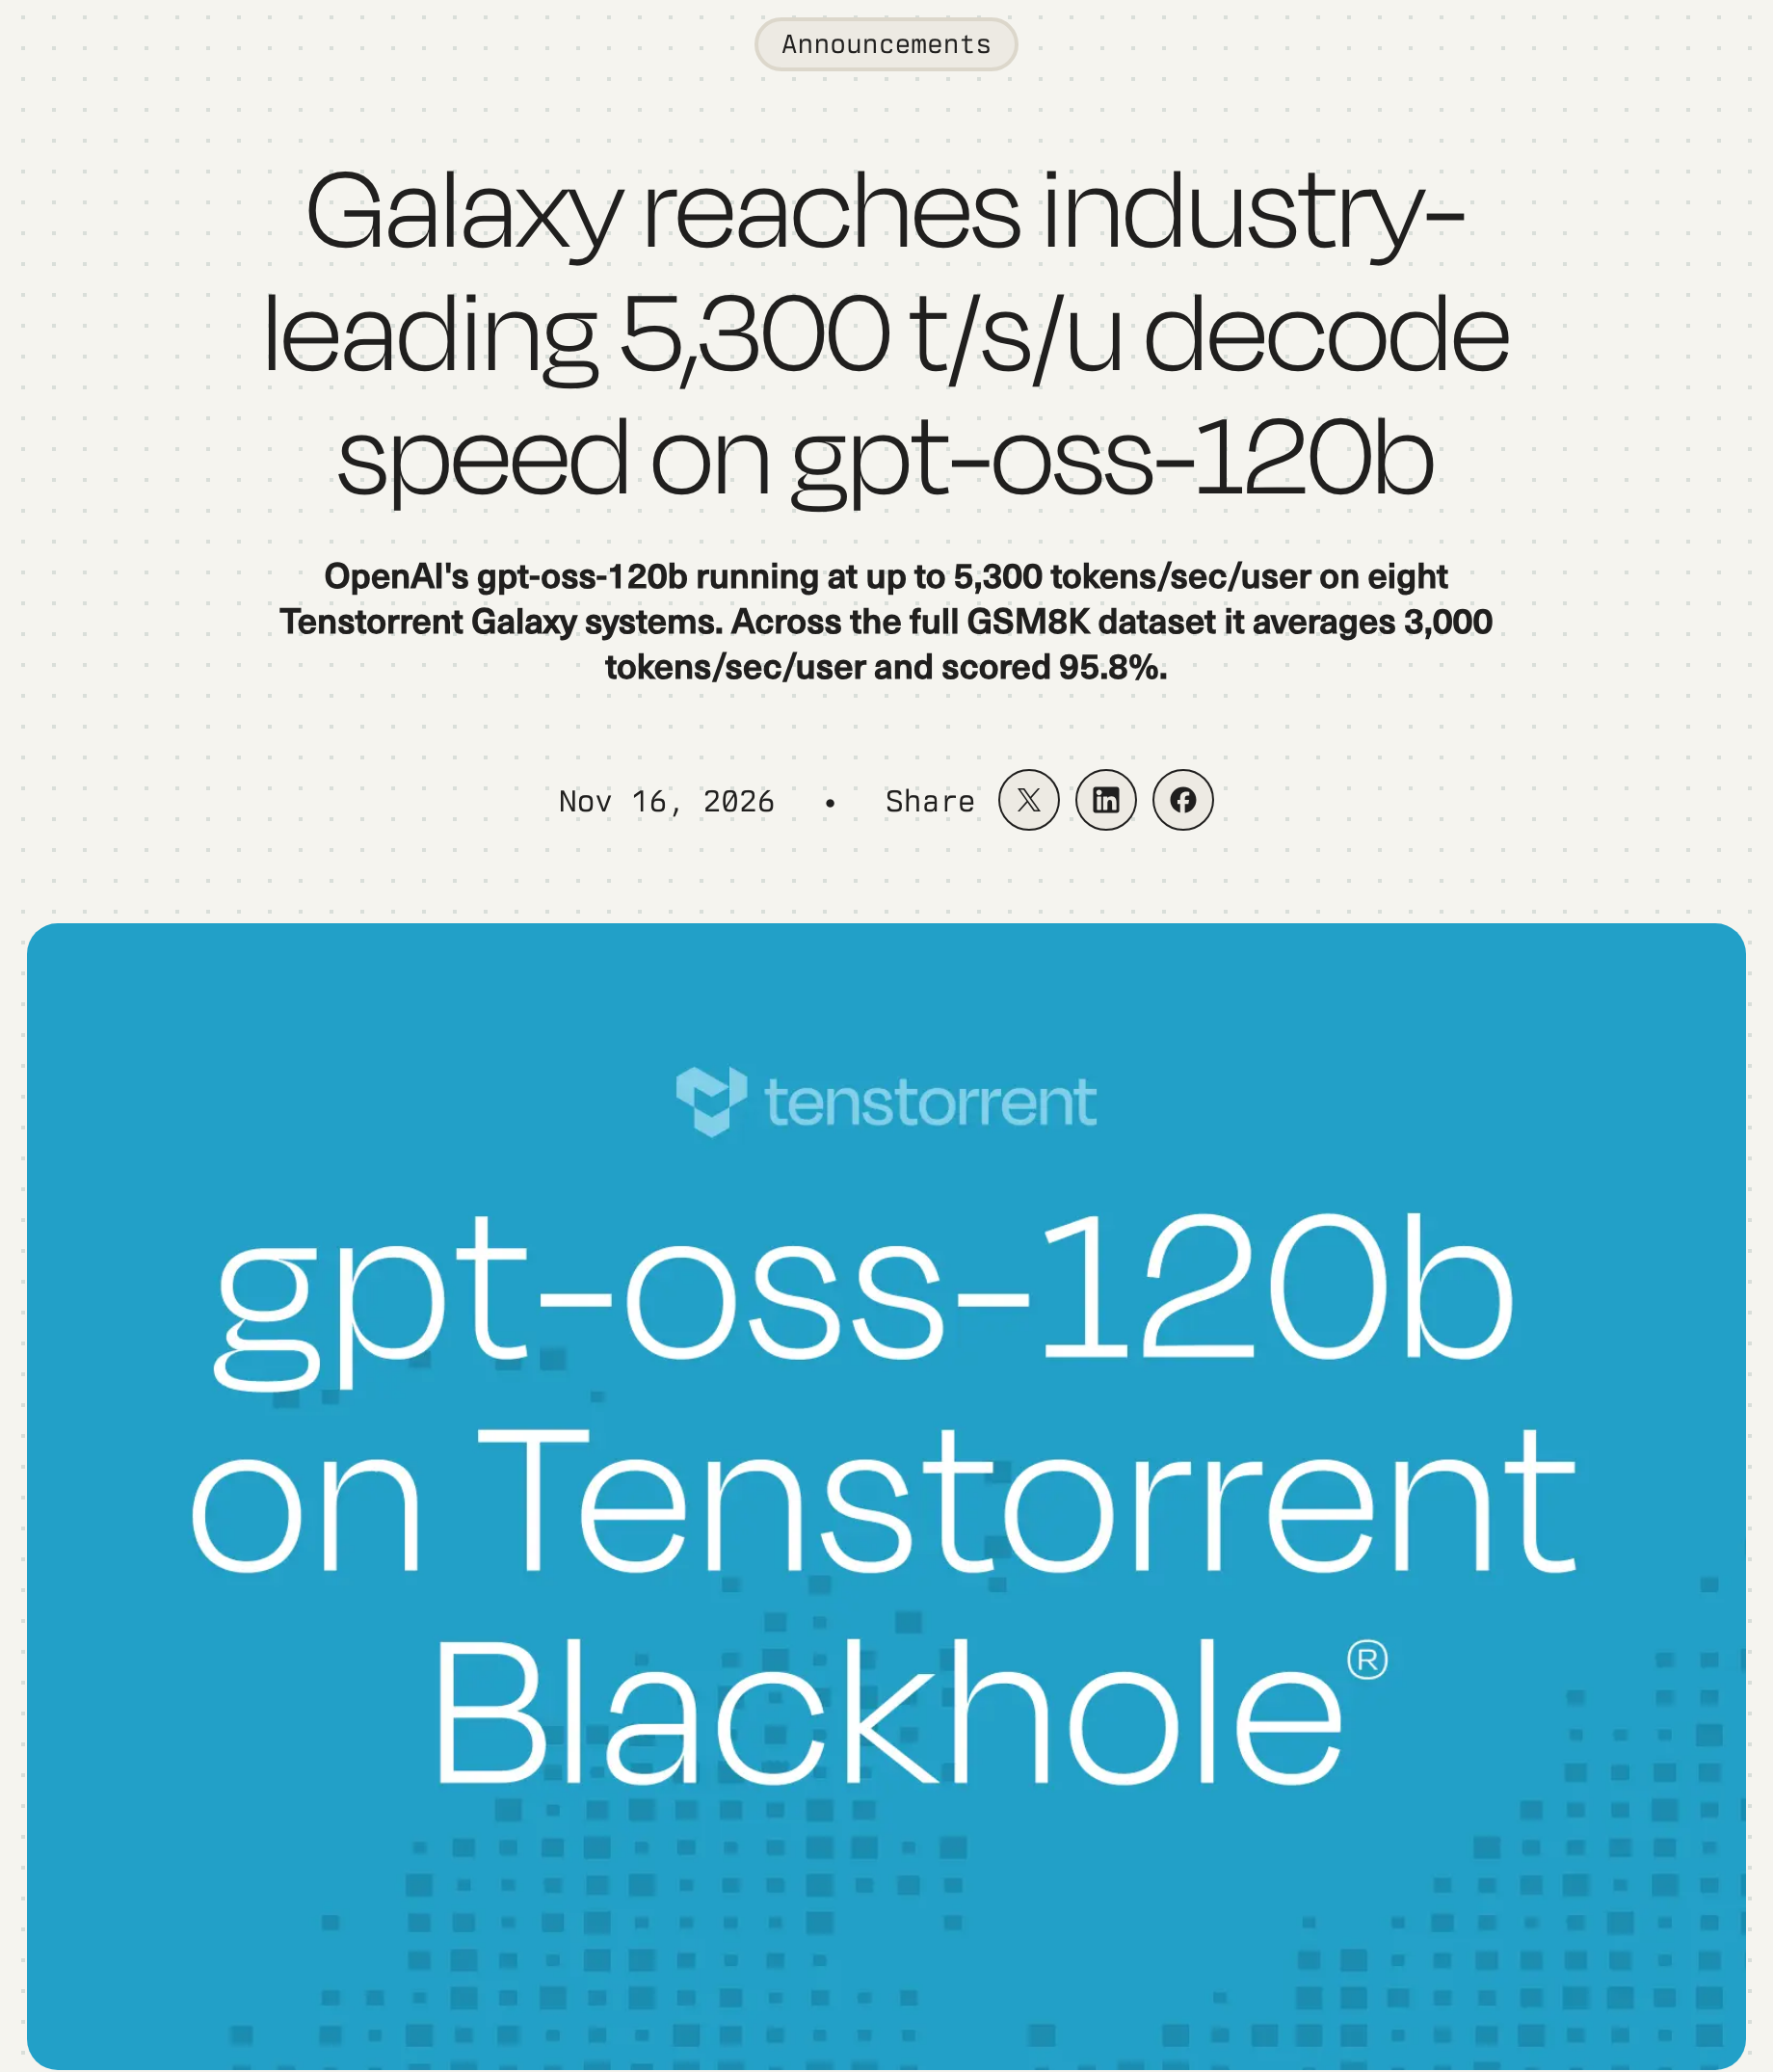 Announcements
Galaxy reaches industry-
leading 5,300 t/s/u decode
speed on gpt-oss-120b
OpenAI's gpt-oss-120b running at up to 5,300 tokens/sec/user on eight
Tenstorrent Galaxy systems. Across the full GSM8K dataset it averages 3,000
tokens/sec/user and scored 95.8%.
Nov 16, 2026 • Share
tenstorrent
gpt-oss-120b
on Tenstorrent
Blackhole®